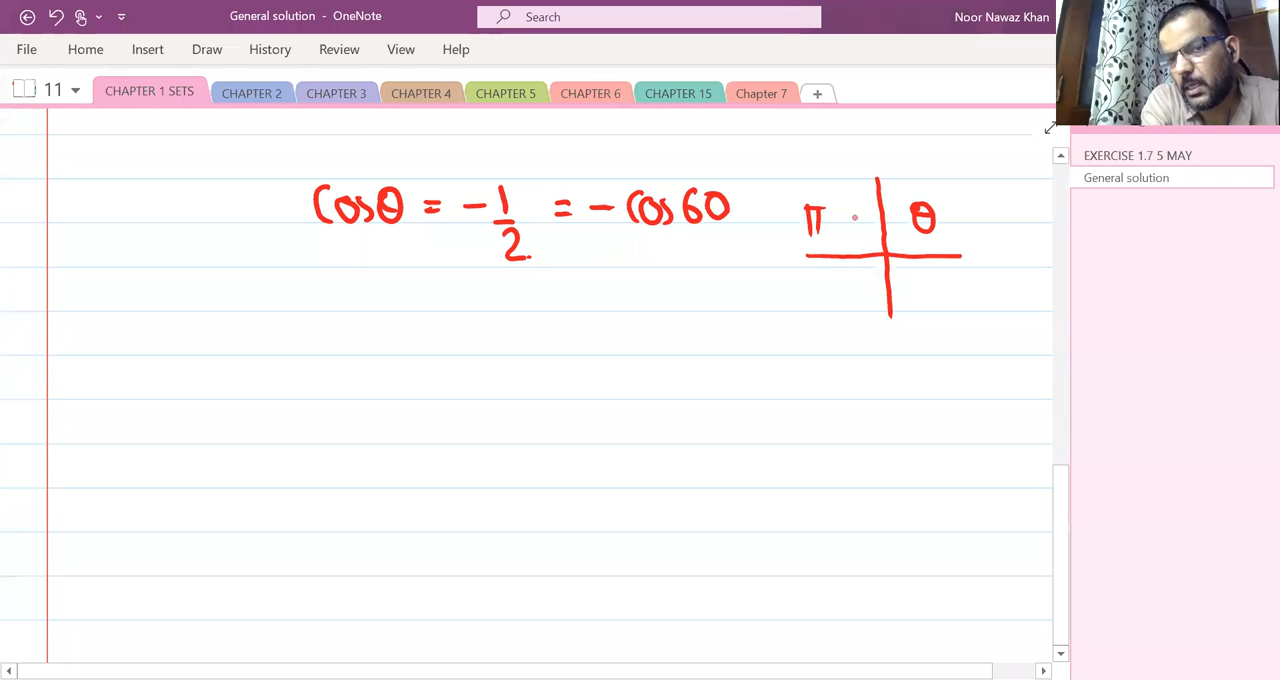 General solution - OneNote
Search
Noor Nawaz Khan
File Home Insert Draw History Review View Help
11 CHAPTER 1 SETS CHAPTER 2 CHAPTER 3 CHAPTER 4 CHAPTER 5 CHAPTER 6 CHAPTER 15 Chapter 7 +
EXERCISE 1.7 5 MAY
General solution
Cosθ = -1/2 = - cos60
π θ